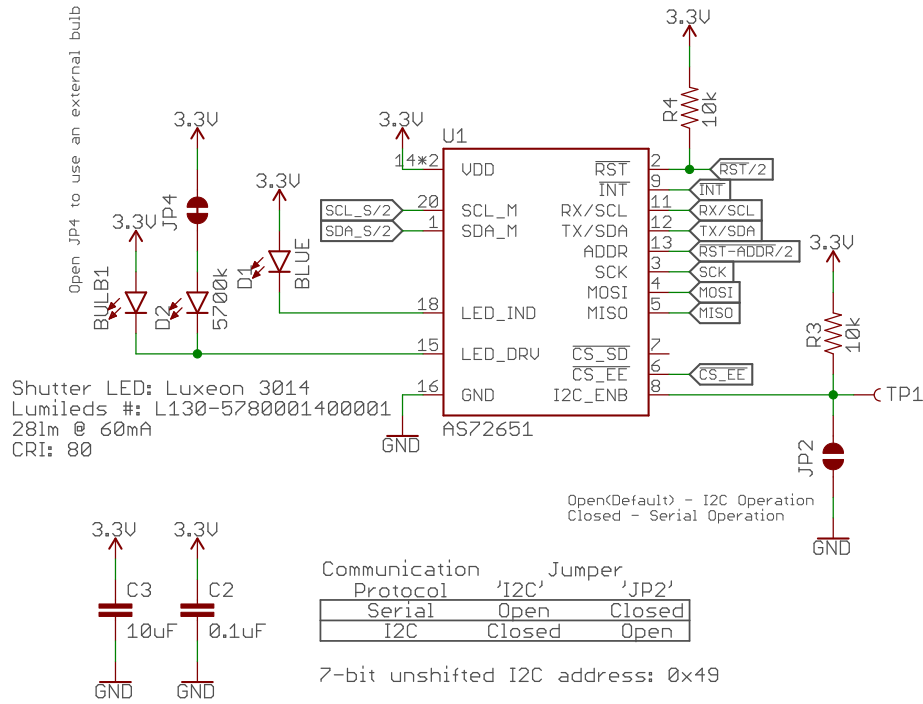 Open JP4 to use an external bulb
3.3V
R4
10k
3.3V
JP4
3.3V
U1
14*2
VDD
RST
2
RST/2
INT
9
INT
3.3V
D1
BLUE
SCL_S/2
20
SCL_M
RX/SCL
11
RX/SCL
SDA_S/2
1
SDA_M
TX/SDA
12
TX/SDA
ADDR
13
RST-ADDR/2
SCK
3
SCK
MOSI
4
MOSI
18
LED_IND
MISO
5
MISO
3.3V
BULB1
D2
5700k
3.3V
R3
10k
15
LED_DRV
CS_SD
7
CS_EE
6
CS_EE
16
GND
I2C_ENB
8
TP1
GND
AS72651
JP2
GND
Shutter LED: Luxeon 3014
Lumileds #: L130-5780001400001
28lm @ 60mA
CRI: 80
Open(Default) - I2C Operation
Closed - Serial Operation
3.3V
C3
10uF
GND
3.3V
C2
0.1uF
GND
Communication Jumper
Protocol 'I2C' 'JP2'
Serial Open Closed
I2C Closed Open
7-bit unshifted I2C address: 0x49